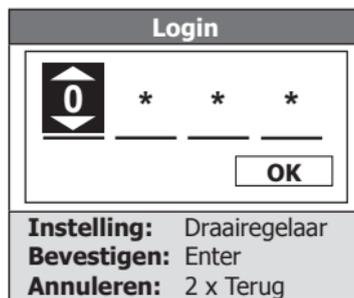 Login
0 * * *
OK
Instelling: Draairegelaar
Bevestigen: Enter
Annuleren: 2 x Terug